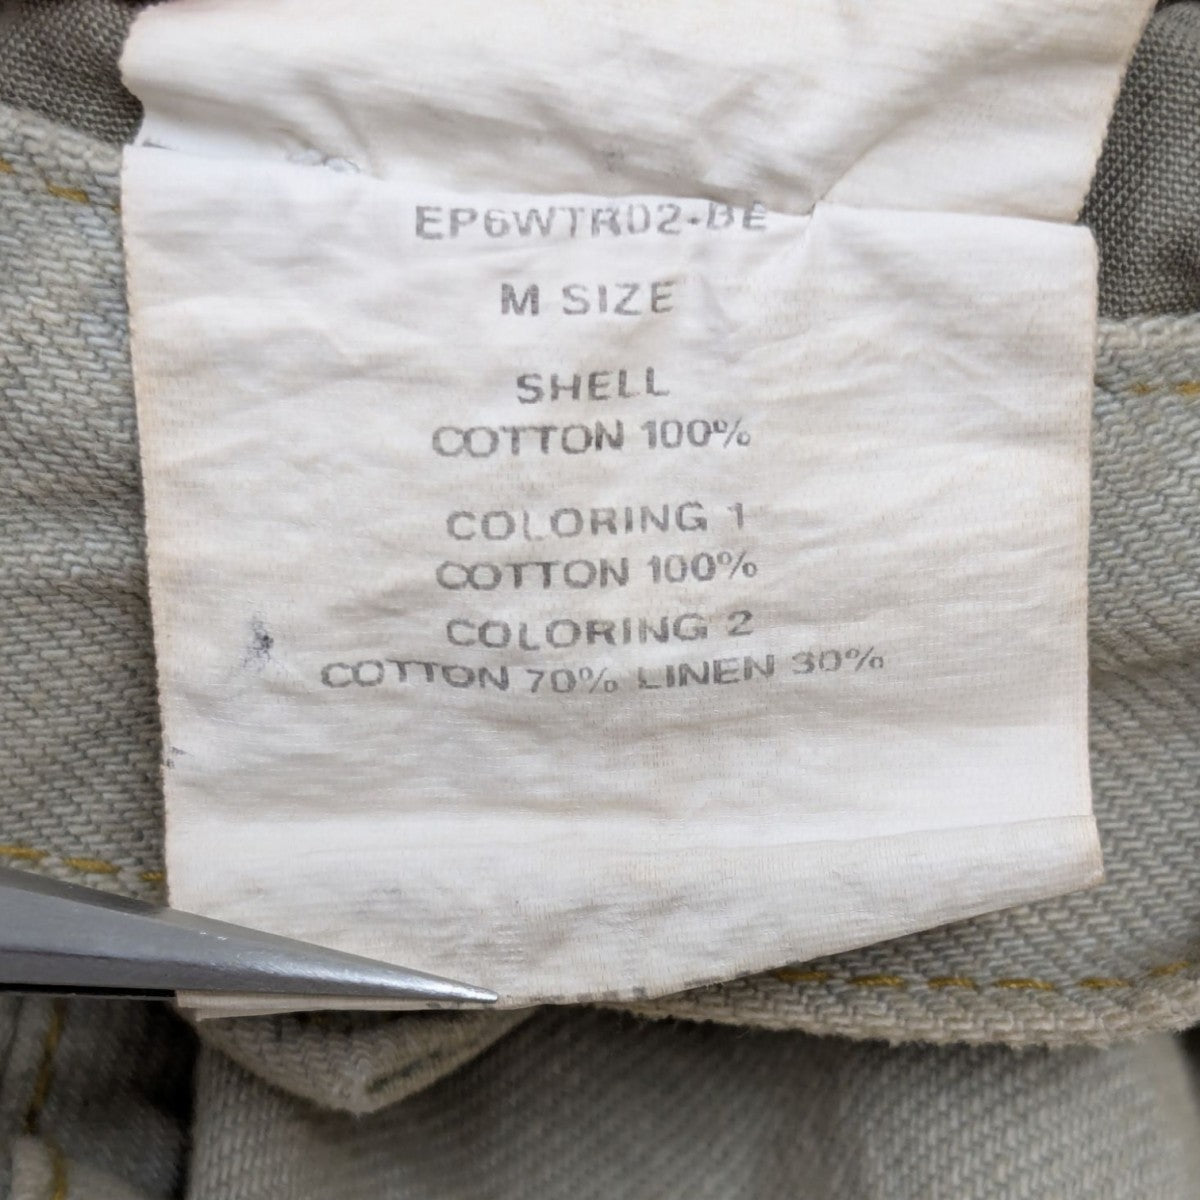 EP6WTR02-BE
M SIZE
SHELL
COTTON 100%
COLORING 1
COTTON 100%
COLORING 2
COTTON 70% LINEN 30%